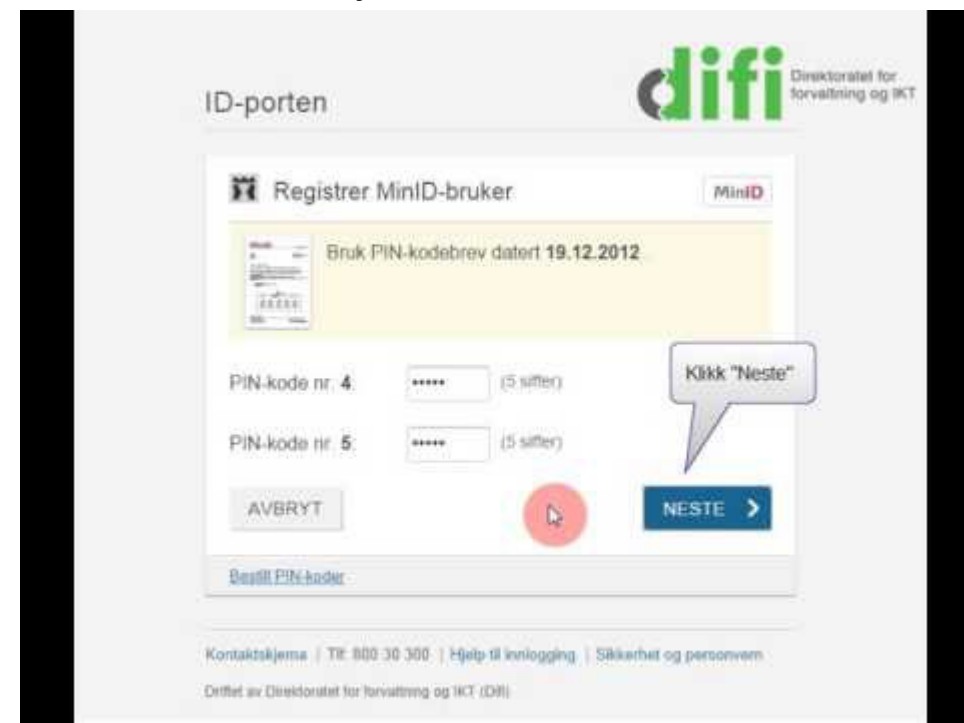 difi
Direktoratet for
forvaltning og IKT
ID-porten
Registrer MinID-bruker
MinID
Bruk PIN-kodebrev datert 19.12.2012
PIN-kode nr. 4:
•••••
(5 siffer)
Klikk "Neste"
PIN-kode nr. 5:
•••••
(5 siffer)
AVBRYT
NESTE
Bestill PIN-koder
Kontaktskjema | Tlf: 800 30 300 | Hjelp til innlogging | Sikkerhet og personvern
Driftet av Direktoratet for forvaltning og IKT (Difi)